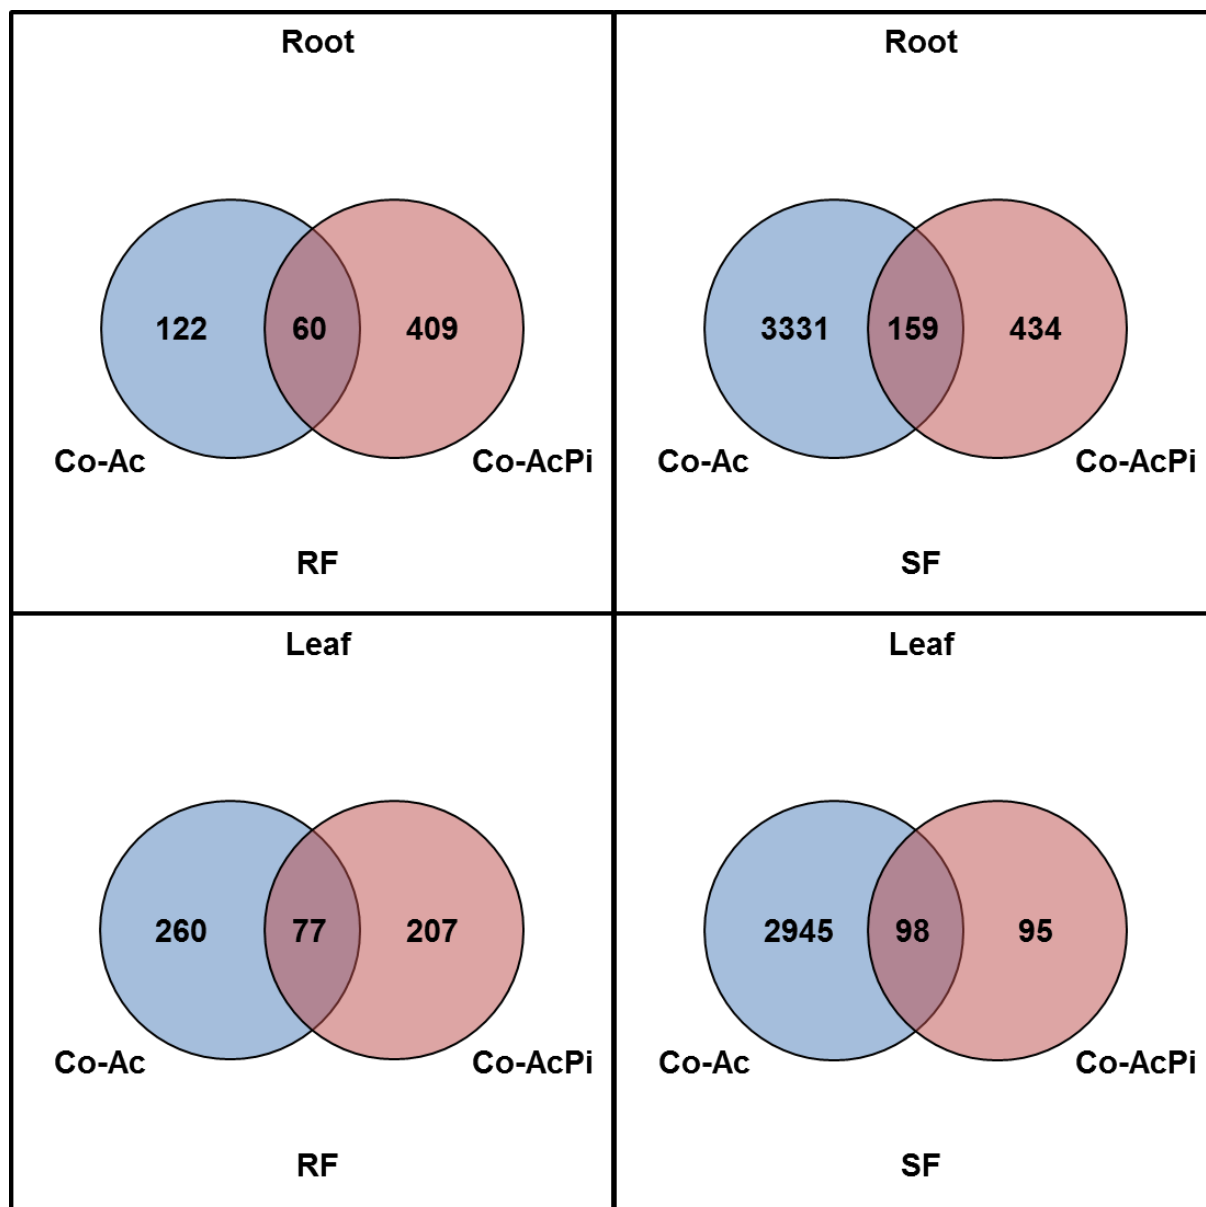 Root
122 60 409
Co-Ac Co-AcPi
RF
Root
3331 159 434
Co-Ac Co-AcPi
SF
Leaf
260 77 207
Co-Ac Co-AcPi
RF
Leaf
2945 98 95
Co-Ac Co-AcPi
SF